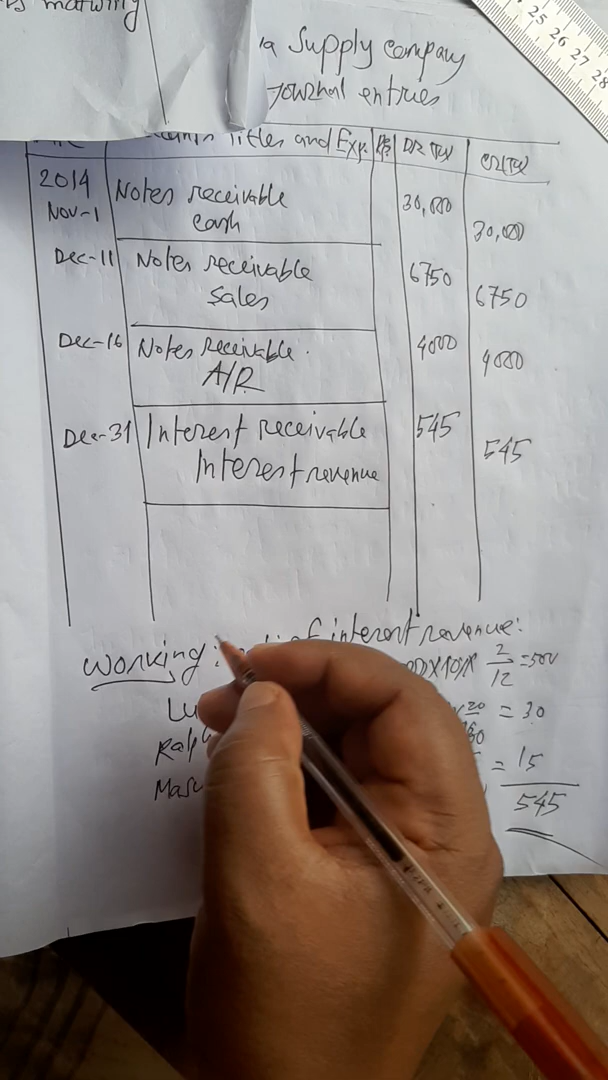 Supply company
Journal entries
Titles and Exp. DR CR
2014
Nov-1 Notes receivable 30,000
cash 30,000
Dec-11 Notes receivable 6750
Sales 6750
Dec-16 Notes receivable 4000
A/R 4000
Dec-31 Interest receivable 545
Interest revenue 545
Working: of interest revenue:
X10% 2/12 =500
20 = 30
= 15
545
25 26 27 28